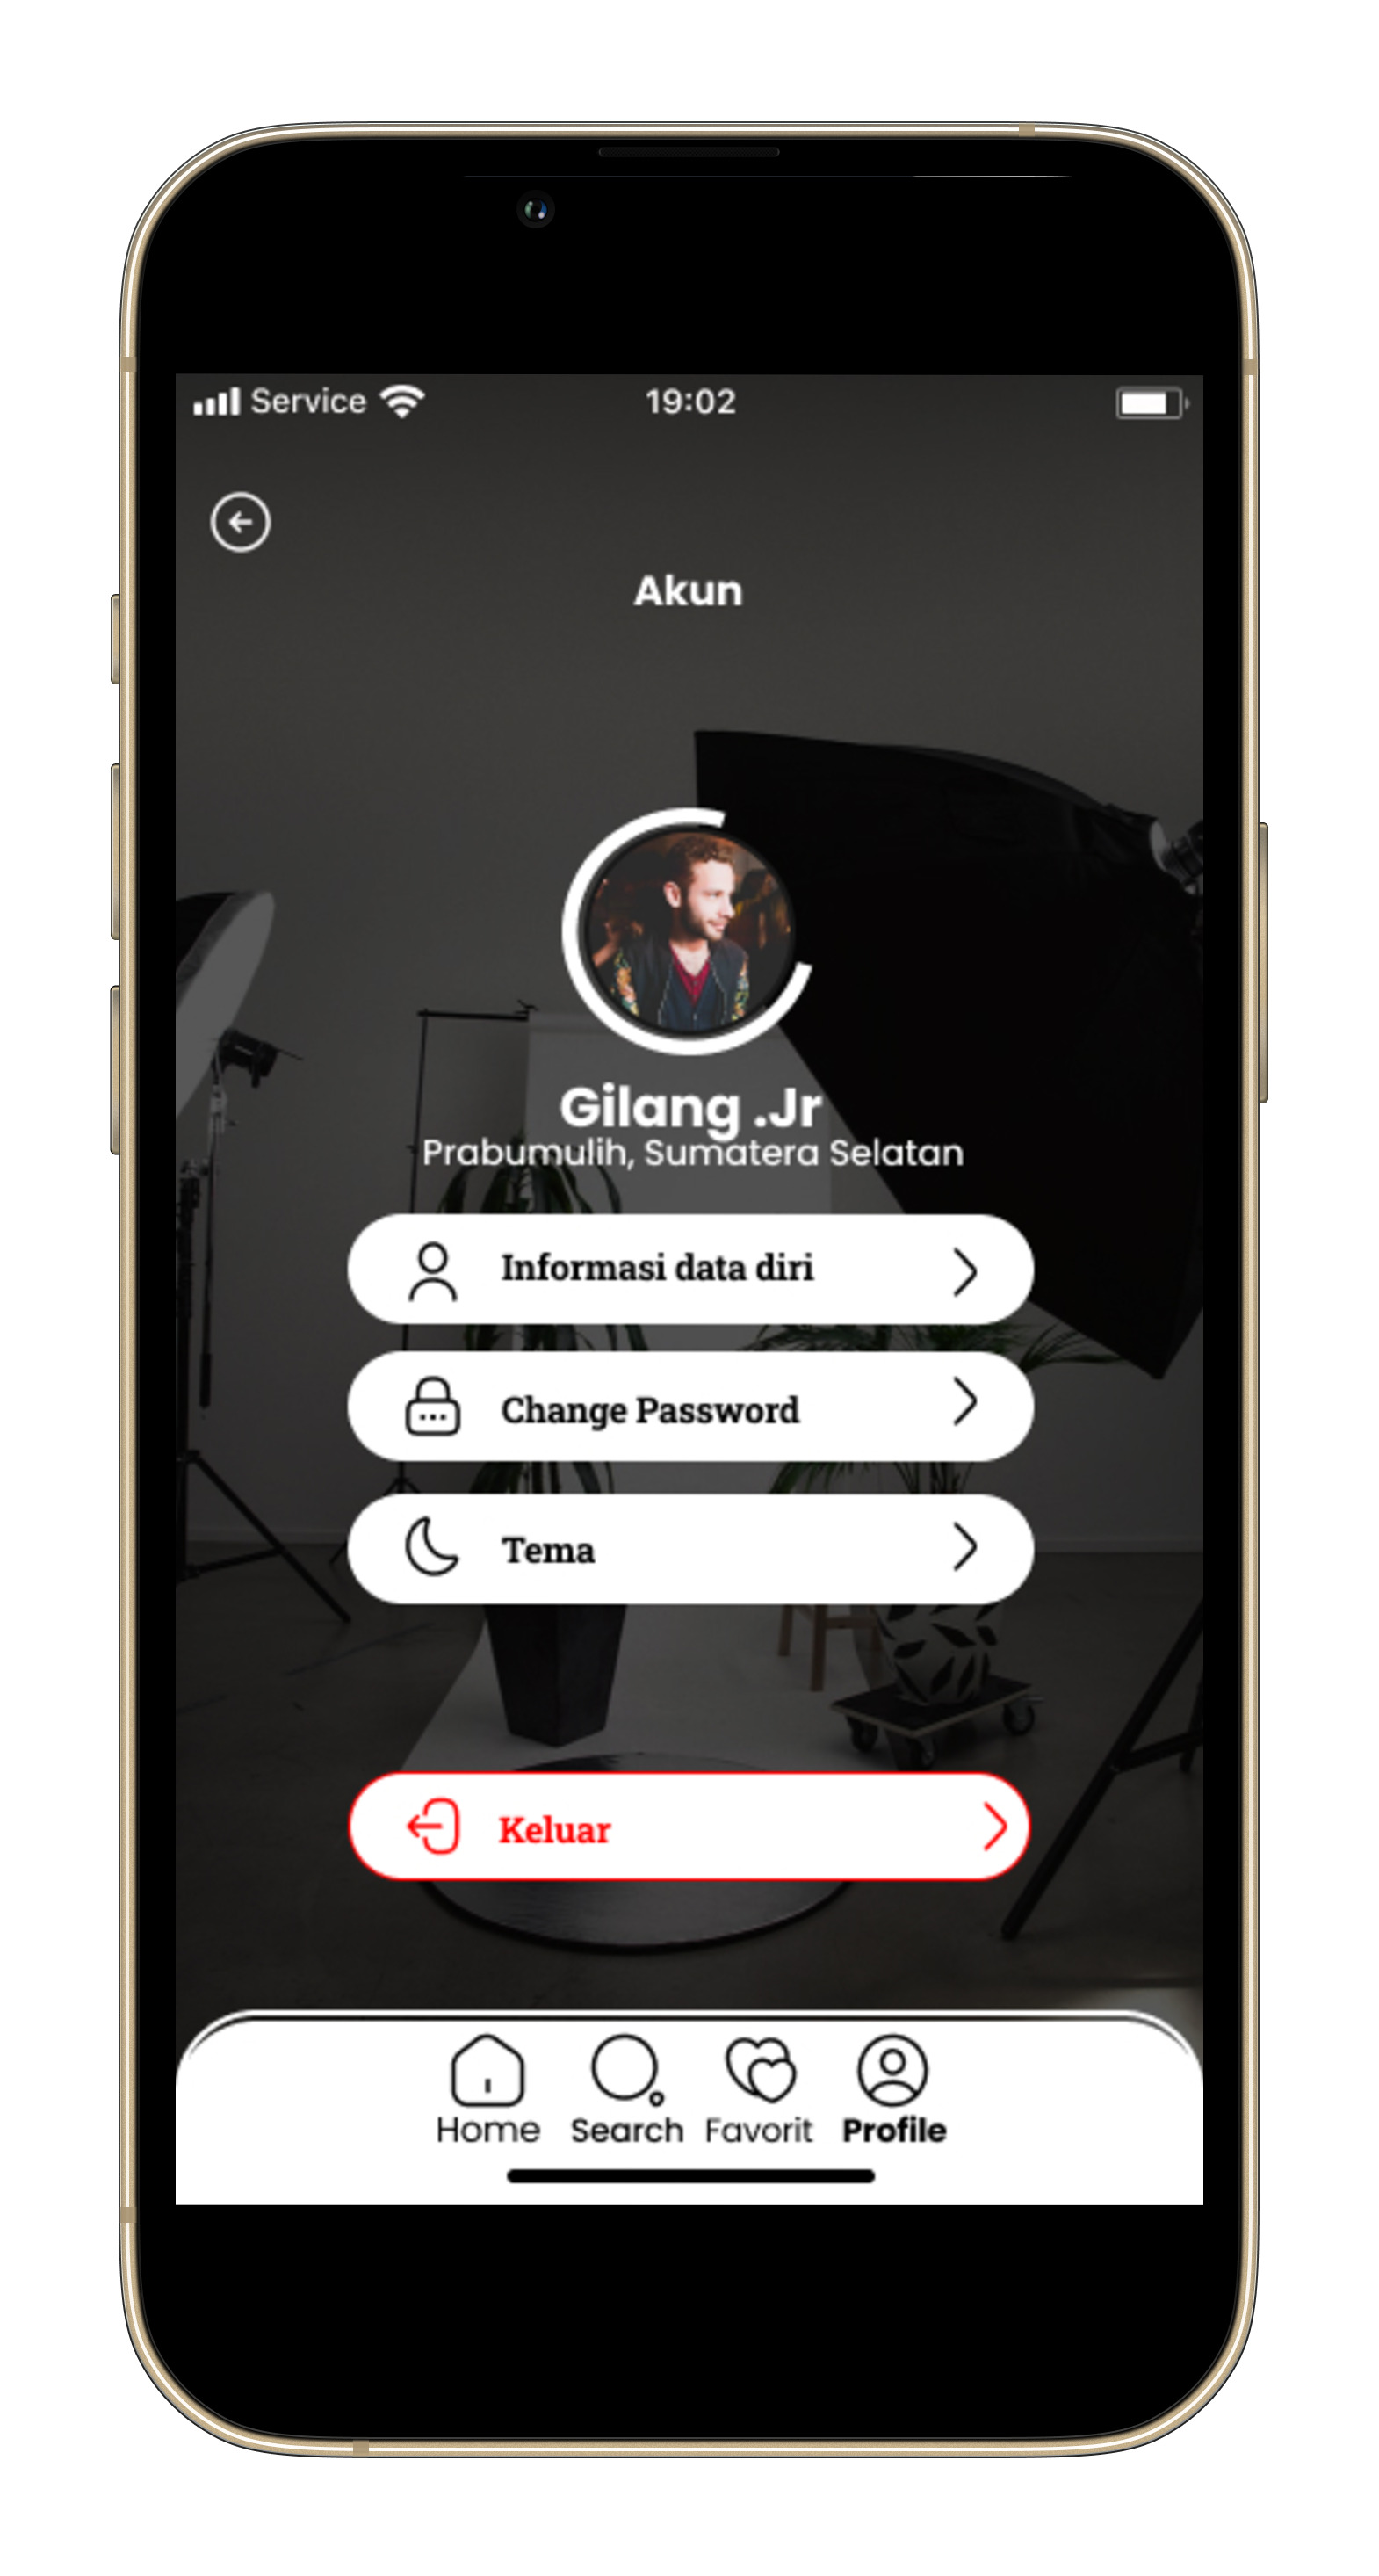 Service 19:02
Akun
Gilang .Jr
Prabumulih, Sumatera Selatan
Informasi data diri
Change Password
Tema
Keluar
Home Search Favorit Profile